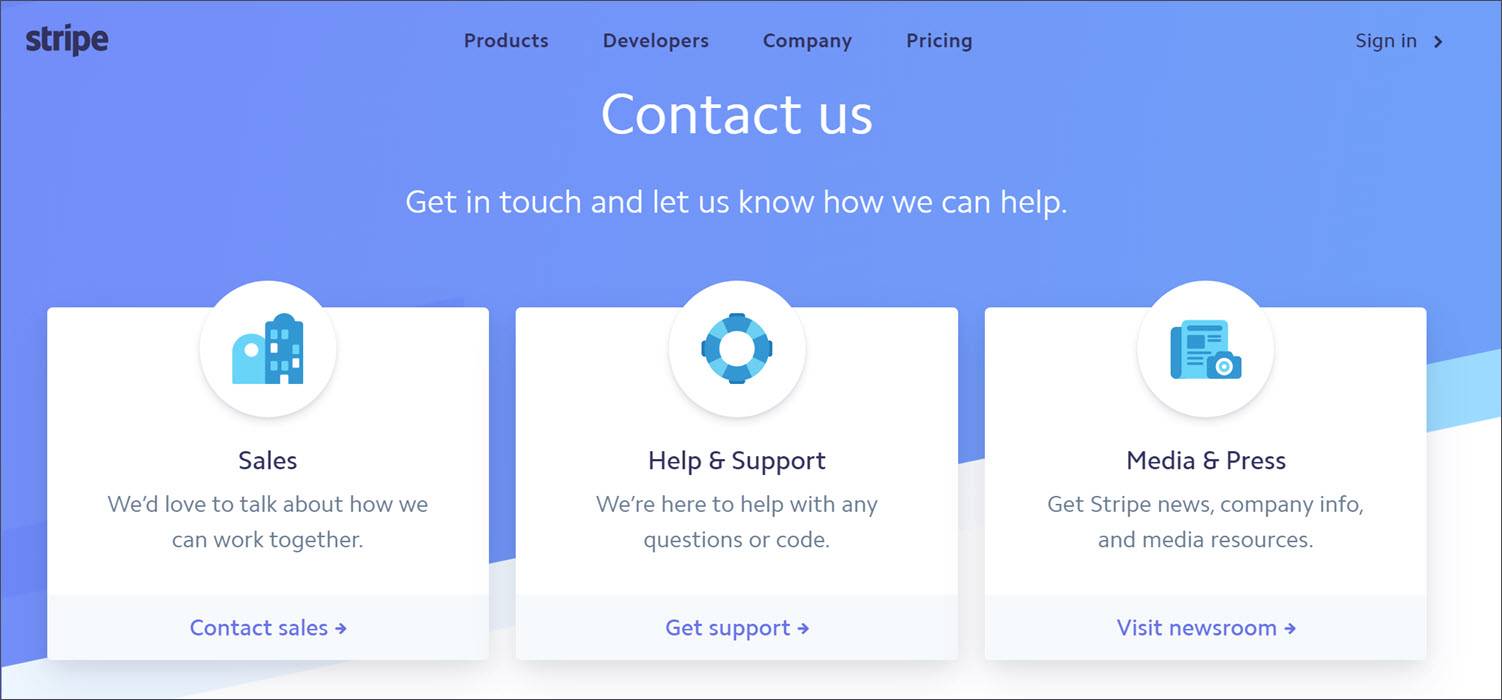 stripe
Products
Developers
Company
Pricing
Sign in
Contact us
Get in touch and let us know how we can help.
Sales
We’d love to talk about how we
can work together.
Contact sales →
Help & Support
We’re here to help with any
questions or code.
Get support →
Media & Press
Get Stripe news, company info,
and media resources.
Visit newsroom →